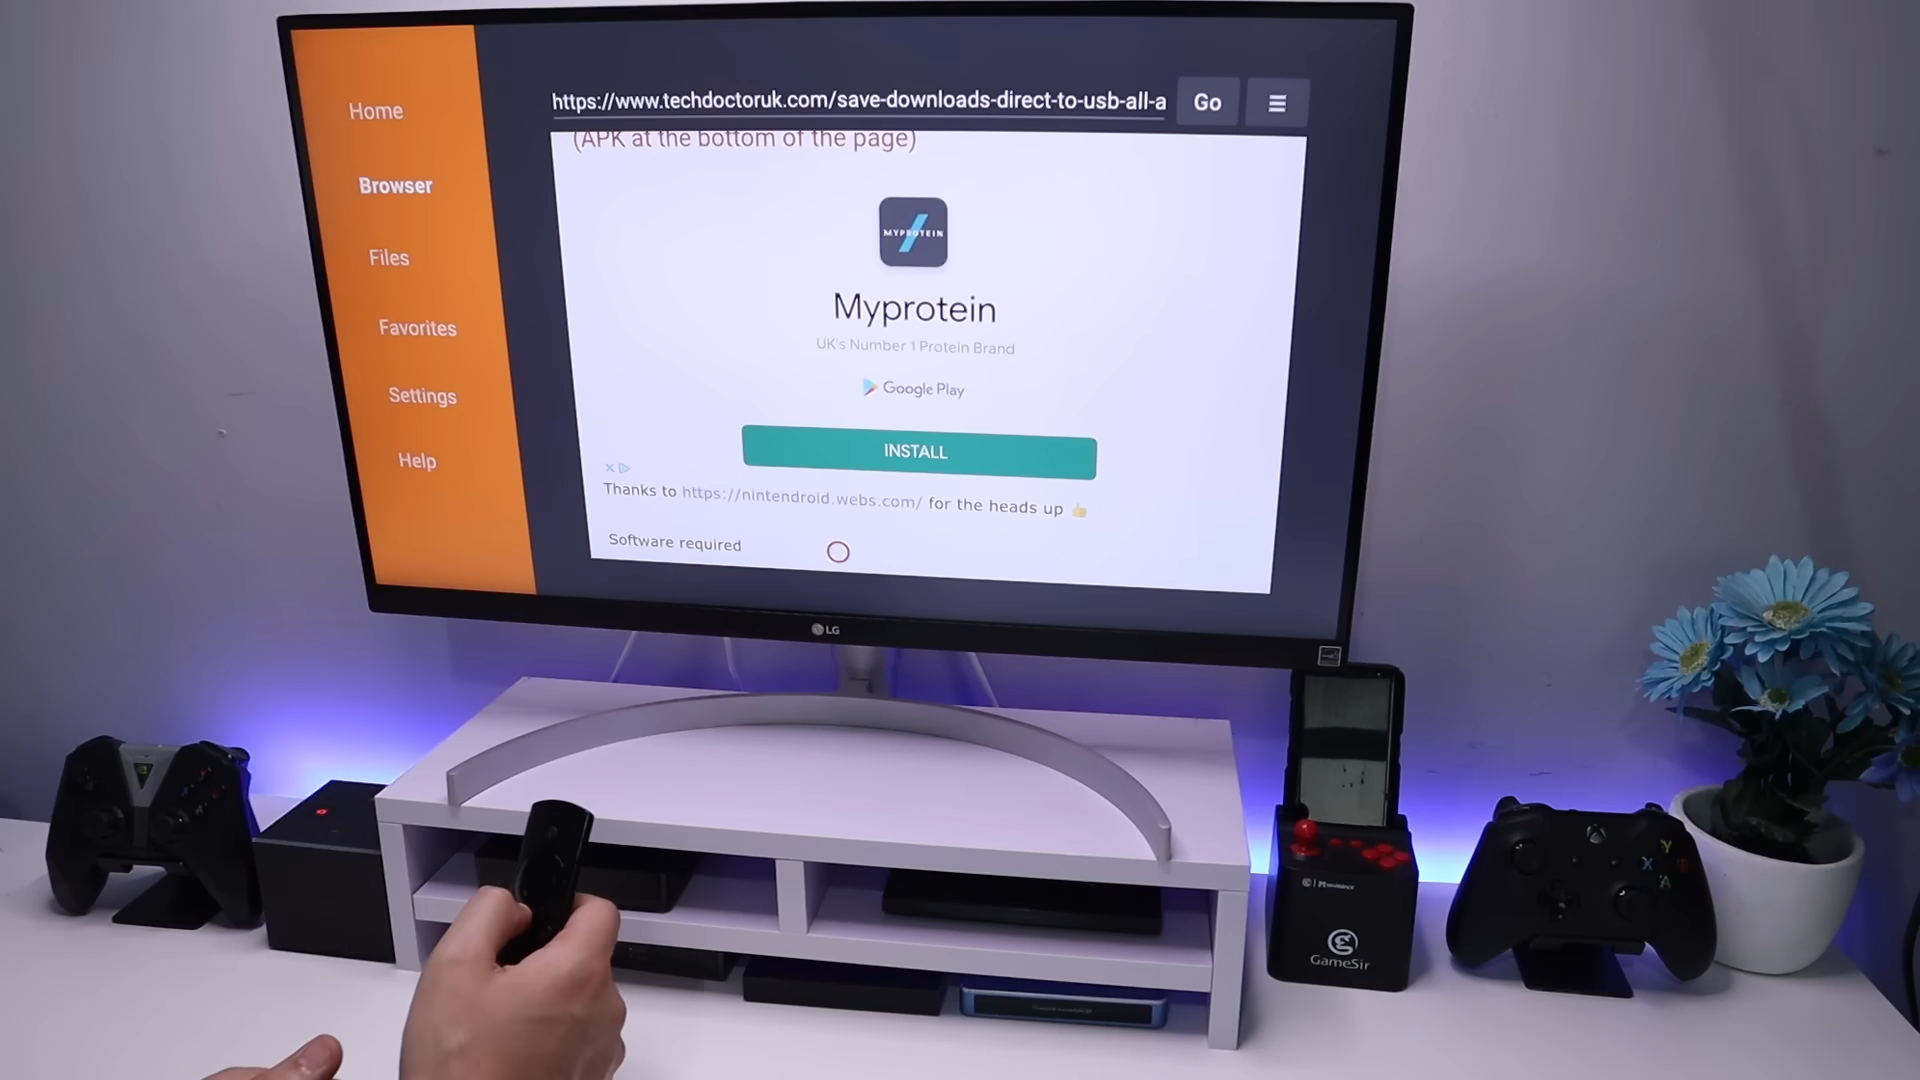 Home
Browser
Files
Favorites
Settings
Help
https://www.techdoctoruk.com/save-downloads-direct-to-usb-all-a
Go
(APK at the bottom of the page)
MYPROTEIN
Myprotein
UK's Number 1 Protein Brand
Google Play
INSTALL
Thanks to https://nintendroid.webs.com/ for the heads up 👍
Software required
LG
GameSir
Y
X
A